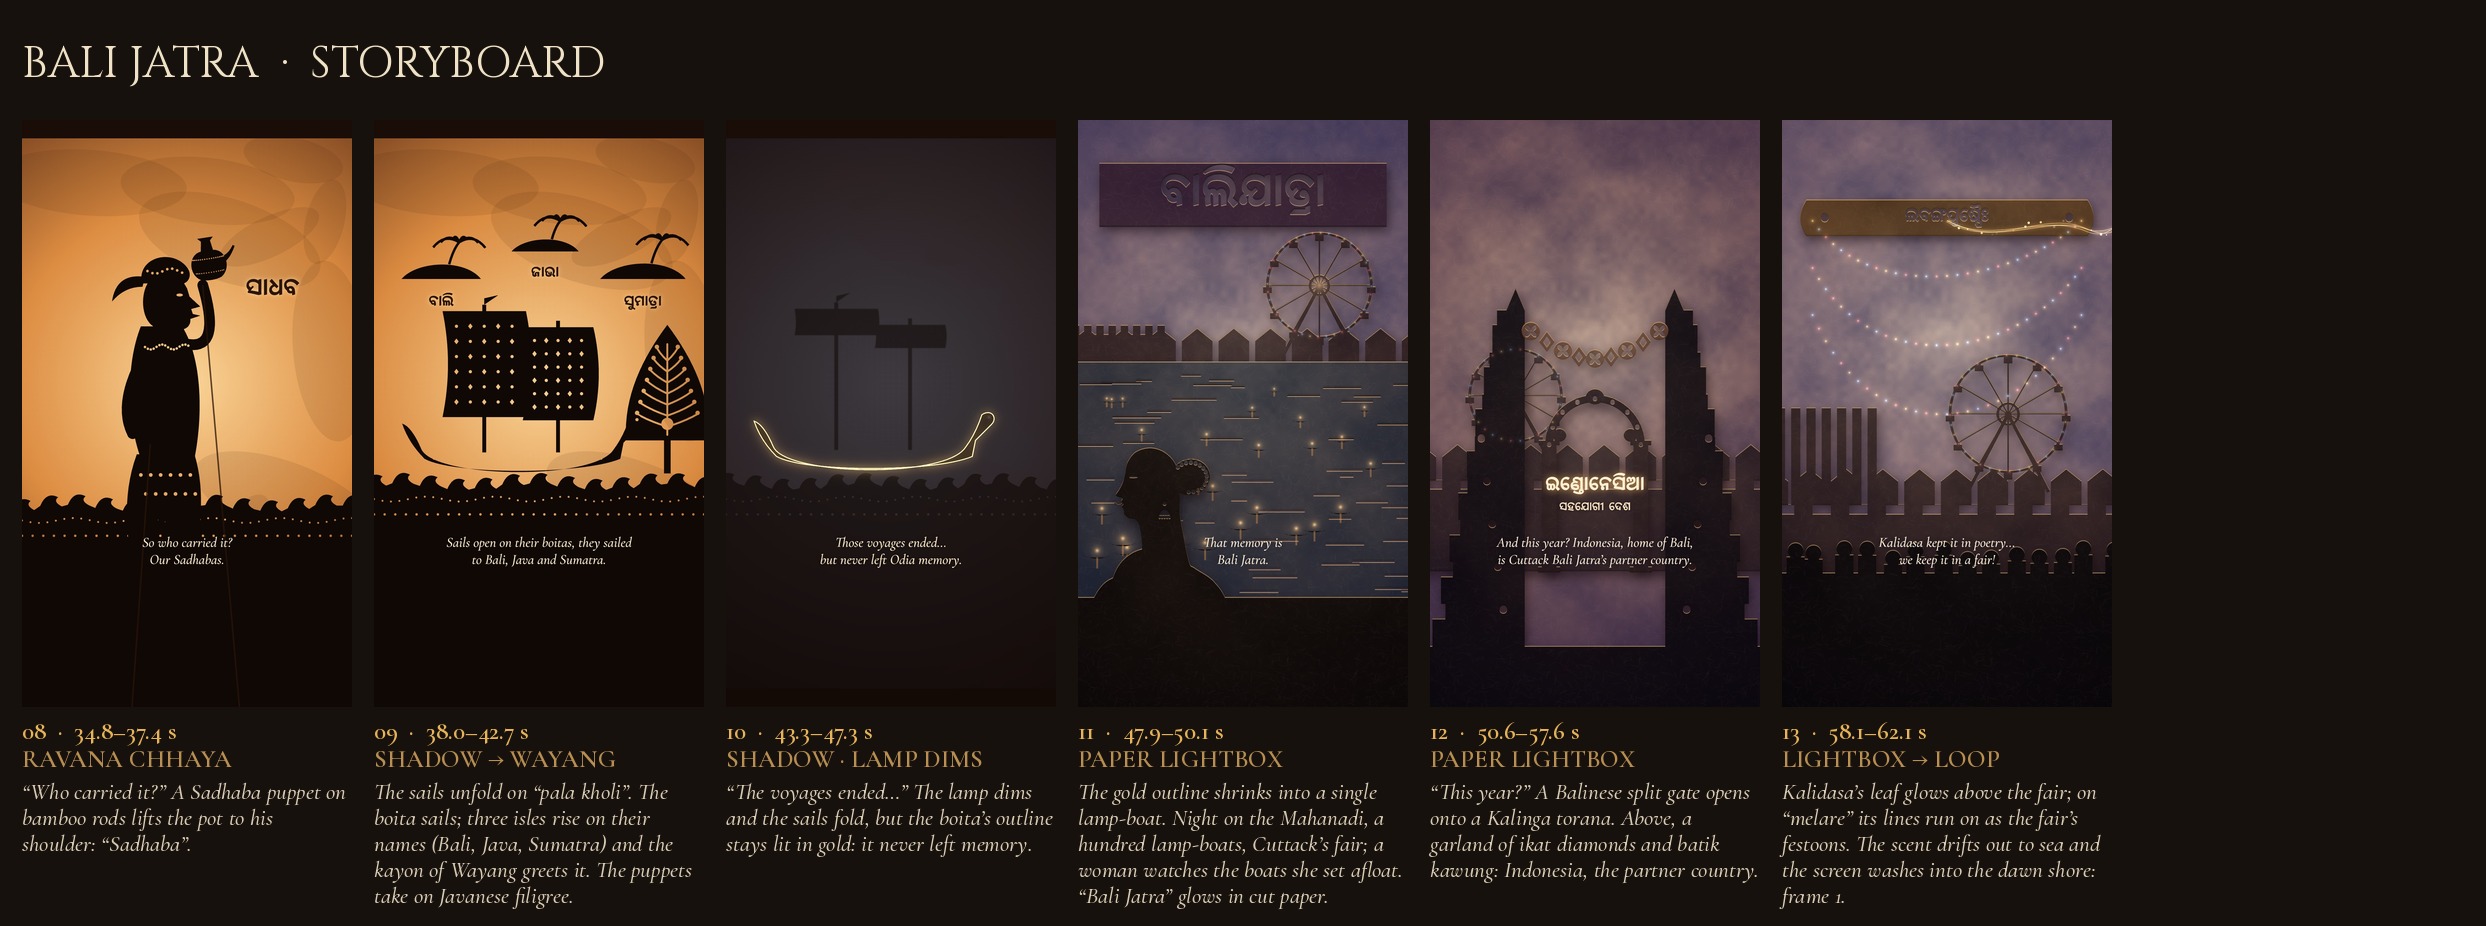 BALI JATRA · STORYBOARD
ସାଧବ
So who carried it?
Our Sadhabas.
08 · 34.8–37.4 s
RAVANA CHHAYA
“Who carried it?” A Sadhaba puppet on
bamboo rods lifts the pot to his
shoulder: “Sadhaba”.
ଜାଭା
ବାଲି
ସୁମାତ୍ରା
Sails open on their boitas, they sailed
to Bali, Java and Sumatra.
09 · 38.0–42.7 s
SHADOW → WAYANG
The sails unfold on “pala kholi”. The
boita sails; three isles rise on their
names (Bali, Java, Sumatra) and the
kayon of Wayang greets it. The puppets
take on Javanese filigree.
Those voyages ended...
but never left Odia memory.
10 · 43.3–47.3 s
SHADOW · LAMP DIMS
“The voyages ended...” The lamp dims
and the sails fold, but the boita’s outline
stays lit in gold: it never left memory.
ବାଲିଯାତ୍ରା
That memory is
Bali Jatra.
11 · 47.9–50.1 s
PAPER LIGHTBOX
The gold outline shrinks into a single
lamp-boat. Night on the Mahanadi, a
hundred lamp-boats, Cuttack’s fair; a
woman watches the boats she set afloat.
“Bali Jatra” glows in cut paper.
ଇଣ୍ଡୋନେସିଆ
ସହଯୋଗୀ ଦେଶ
And this year? Indonesia, home of Bali,
is Cuttack Bali Jatra’s partner country.
12 · 50.6–57.6 s
PAPER LIGHTBOX
“This year?” A Balinese split gate opens
onto a Kalinga torana. Above, a
garland of ikat diamonds and batik
kawung: Indonesia, the partner country.
Kalidasa kept it in poetry...
we keep it in a fair!
13 · 58.1–62.1 s
LIGHTBOX → LOOP
Kalidasa’s leaf glows above the fair; on
“melare” its lines run on as the fair’s
festoons. The scent drifts out to sea and
the screen washes into the dawn shore:
frame 1.